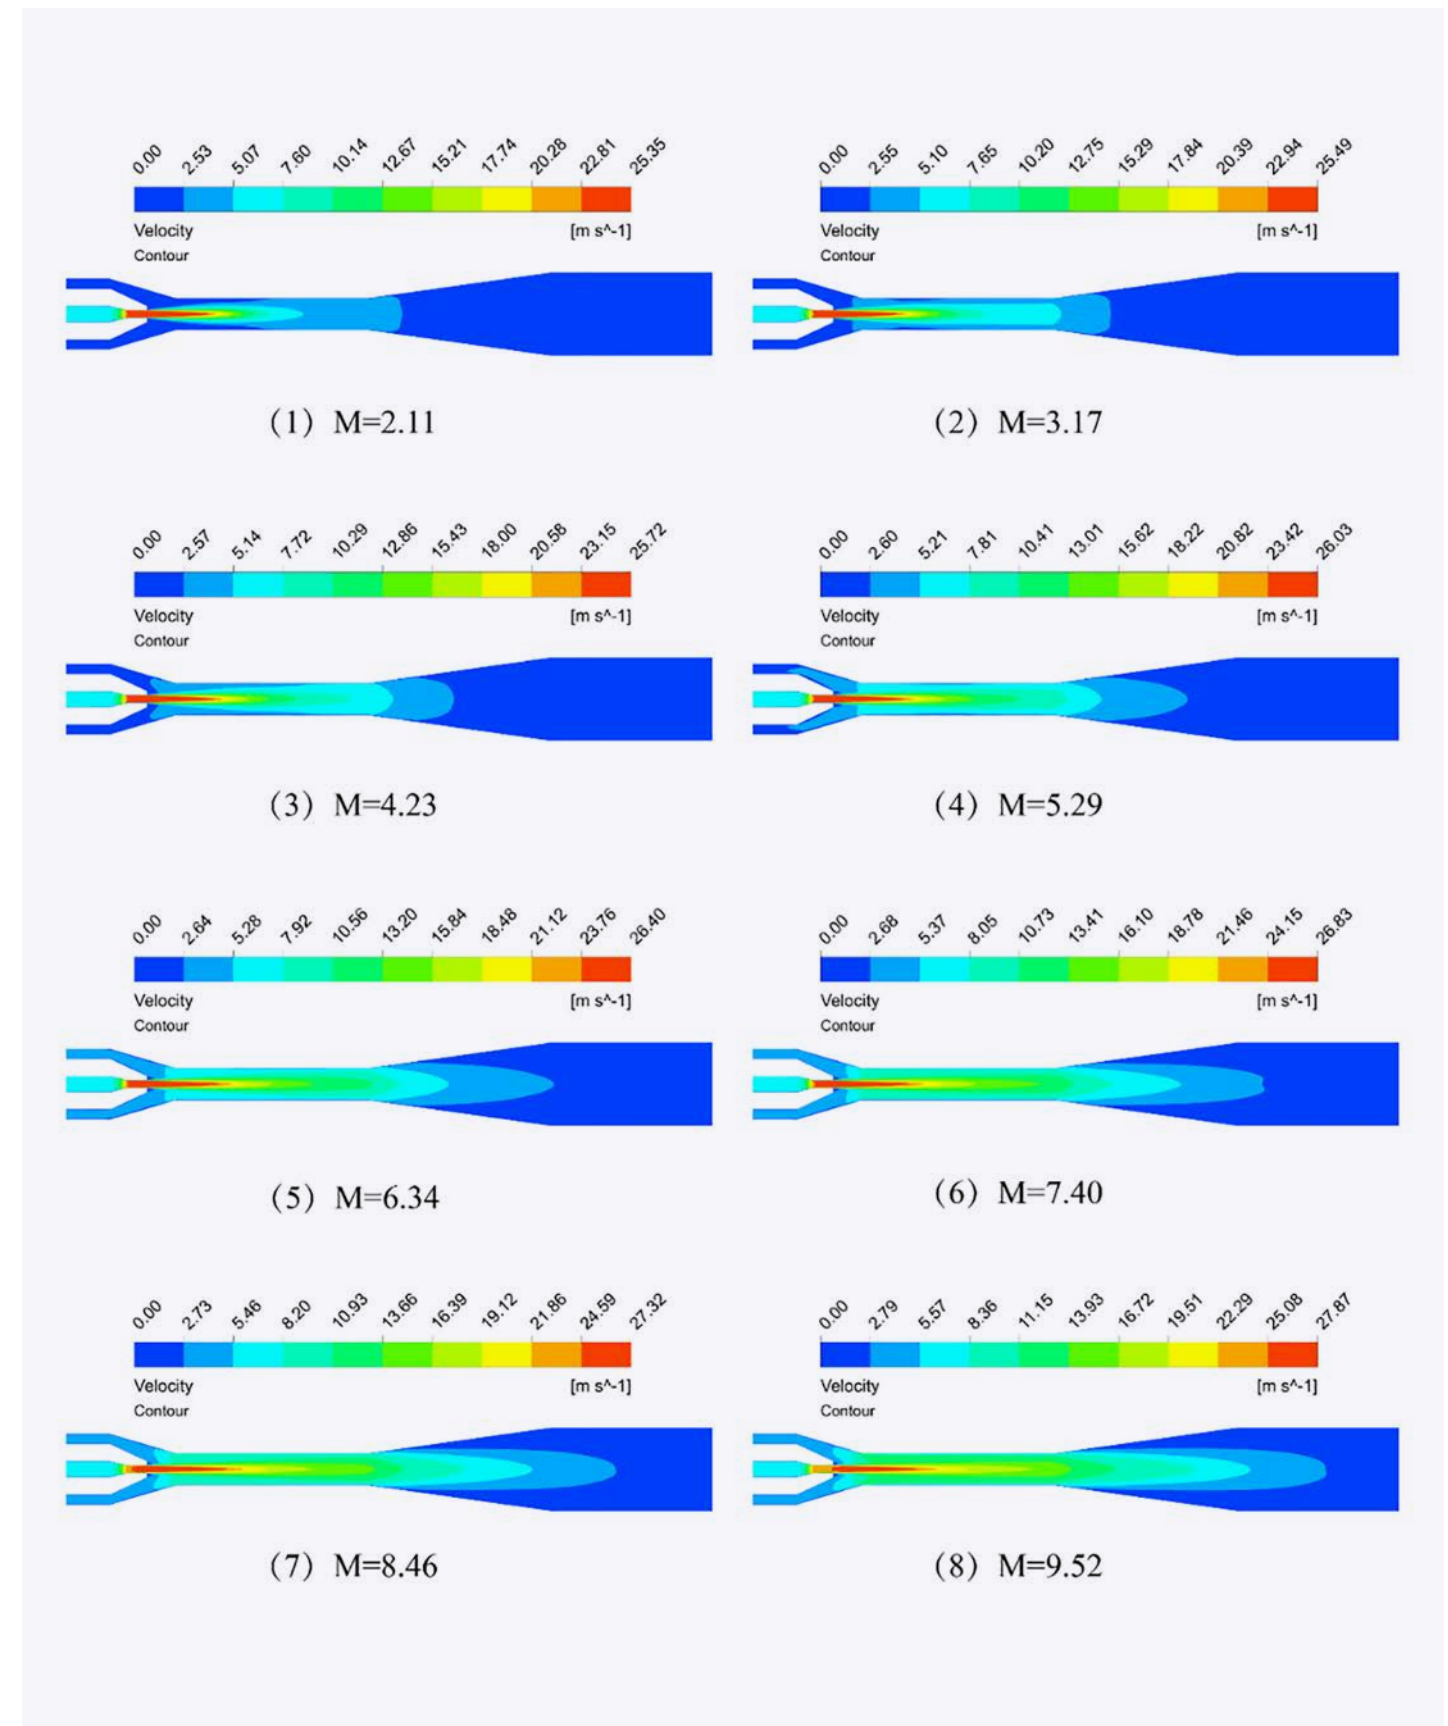 0.00 2.53 5.07 7.60 10.14 12.67 15.21 17.74 20.28 22.81 25.35
Velocity [m s^-1]
Contour
(1) M=2.11
0.00 2.55 5.10 7.65 10.20 12.75 15.29 17.84 20.39 22.94 25.49
Velocity [m s^-1]
Contour
(2) M=3.17
0.00 2.57 5.14 7.72 10.29 12.86 15.43 18.00 20.58 23.15 25.72
Velocity [m s^-1]
Contour
(3) M=4.23
0.00 2.60 5.21 7.81 10.41 13.01 15.62 18.22 20.82 23.42 26.03
Velocity [m s^-1]
Contour
(4) M=5.29
0.00 2.64 5.28 7.92 10.56 13.20 15.84 18.48 21.12 23.76 26.40
Velocity [m s^-1]
Contour
(5) M=6.34
0.00 2.68 5.37 8.05 10.73 13.41 16.10 18.78 21.46 24.15 26.83
Velocity [m s^-1]
Contour
(6) M=7.40
0.00 2.73 5.46 8.20 10.93 13.66 16.39 19.12 21.86 24.59 27.32
Velocity [m s^-1]
Contour
(7) M=8.46
0.00 2.79 5.57 8.36 11.15 13.93 16.72 19.51 22.29 25.08 27.87
Velocity [m s^-1]
Contour
(8) M=9.52